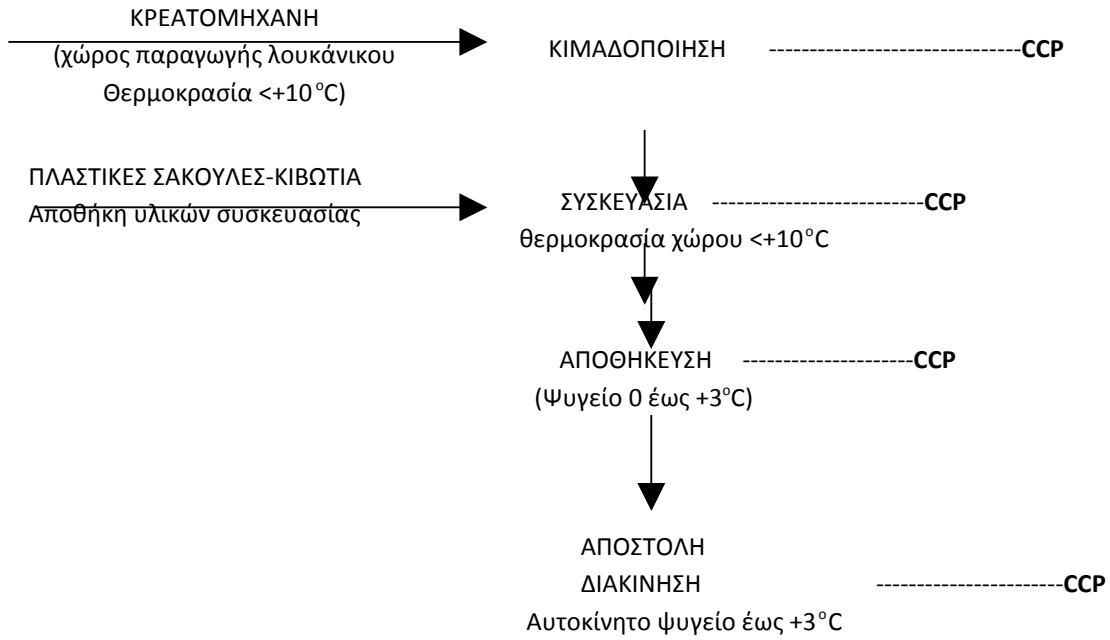 ΚΡΕΑΤΟΜΗΧΑΝΗ
(χώρος παραγωγής λουκάνικου
Θερμοκρασία <+10 °C)
ΚΙΜΑΔΟΠΟΙΗΣΗ -------------------------------CCP
ΠΛΑΣΤΙΚΕΣ ΣΑΚΟΥΛΕΣ-ΚΙΒΩΤΙΑ
Αποθήκη υλικών συσκευασίας
ΣΥΣΚΕΥΑΣΙΑ --------------------------CCP
θερμοκρασία χώρου <+10°C
ΑΠΟΘΗΚΕΥΣΗ ---------------------CCP
(Ψυγείο 0 έως +3°C)
ΑΠΟΣΤΟΛΗ
ΔΙΑΚΙΝΗΣΗ -----------------------CCP
Αυτοκίνητο ψυγείο έως +3°C